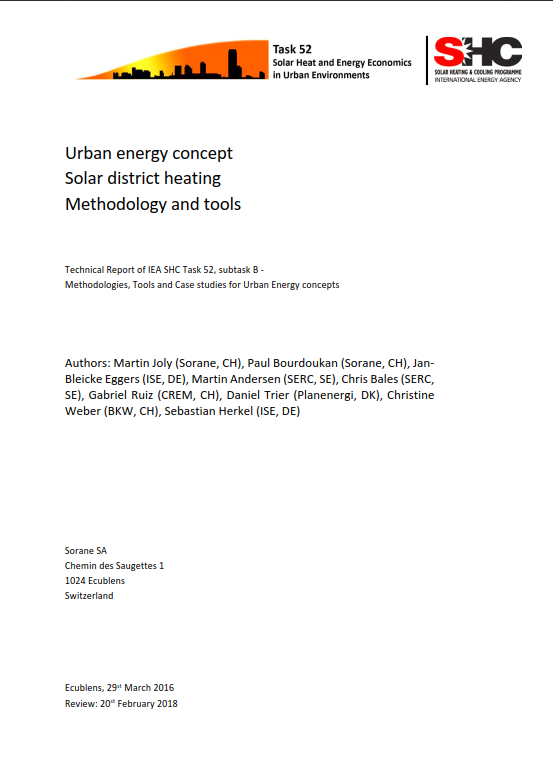 Task 52
Solar Heat and Energy Economics
in Urban Environments
SHC
SOLAR HEATING & COOLING PROGRAMME
INTERNATIONAL ENERGY AGENCY
Urban energy concept
Solar district heating
Methodology and tools
Technical Report of IEA SHC Task 52, subtask B -
Methodologies, Tools and Case studies for Urban Energy concepts
Authors: Martin Joly (Sorane, CH), Paul Bourdoukan (Sorane, CH), Jan-
Bleicke Eggers (ISE, DE), Martin Andersen (SERC, SE), Chris Bales (SERC,
SE), Gabriel Ruiz (CREM, CH), Daniel Trier (Planenergi, DK), Christine
Weber (BKW, CH), Sebastian Herkel (ISE, DE)
Sorane SA
Chemin des Saugettes 1
1024 Ecublens
Switzerland
Ecublens, 29st March 2016
Review: 20st February 2018